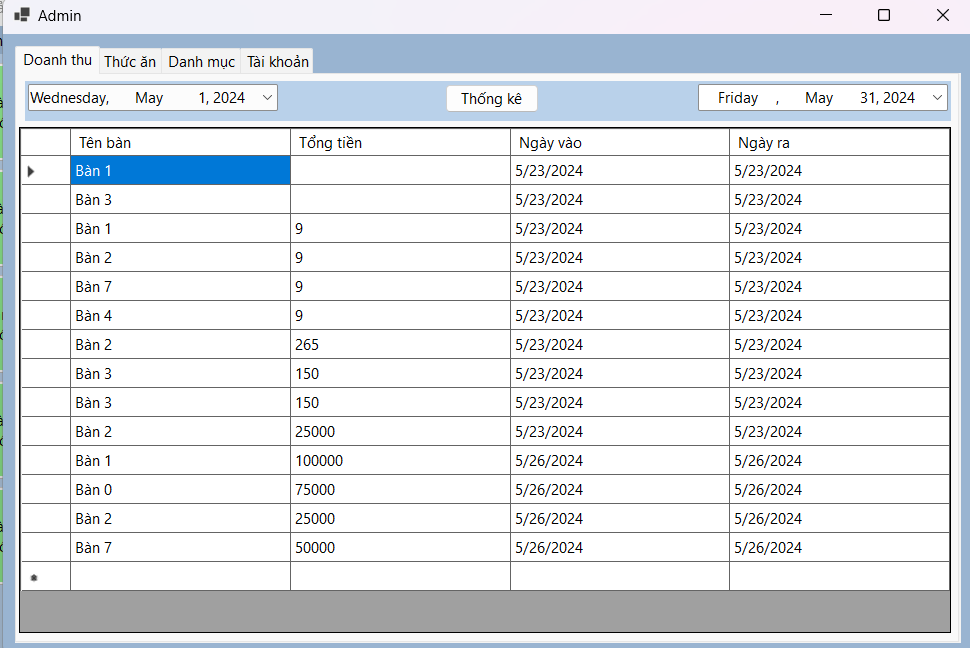 Admin
Doanh thu Thức ăn Danh mục Tài khoản
Wednesday, May 1, 2024 Thống kê Friday , May 31, 2024
Tên bàn Tổng tiền Ngày vào Ngày ra
Bàn 1 5/23/2024 5/23/2024
Bàn 3 5/23/2024 5/23/2024
Bàn 1 9 5/23/2024 5/23/2024
Bàn 2 9 5/23/2024 5/23/2024
Bàn 7 9 5/23/2024 5/23/2024
Bàn 4 9 5/23/2024 5/23/2024
Bàn 2 265 5/23/2024 5/23/2024
Bàn 3 150 5/23/2024 5/23/2024
Bàn 3 150 5/23/2024 5/23/2024
Bàn 2 25000 5/23/2024 5/23/2024
Bàn 1 100000 5/26/2024 5/26/2024
Bàn 0 75000 5/26/2024 5/26/2024
Bàn 2 25000 5/26/2024 5/26/2024
Bàn 7 50000 5/26/2024 5/26/2024